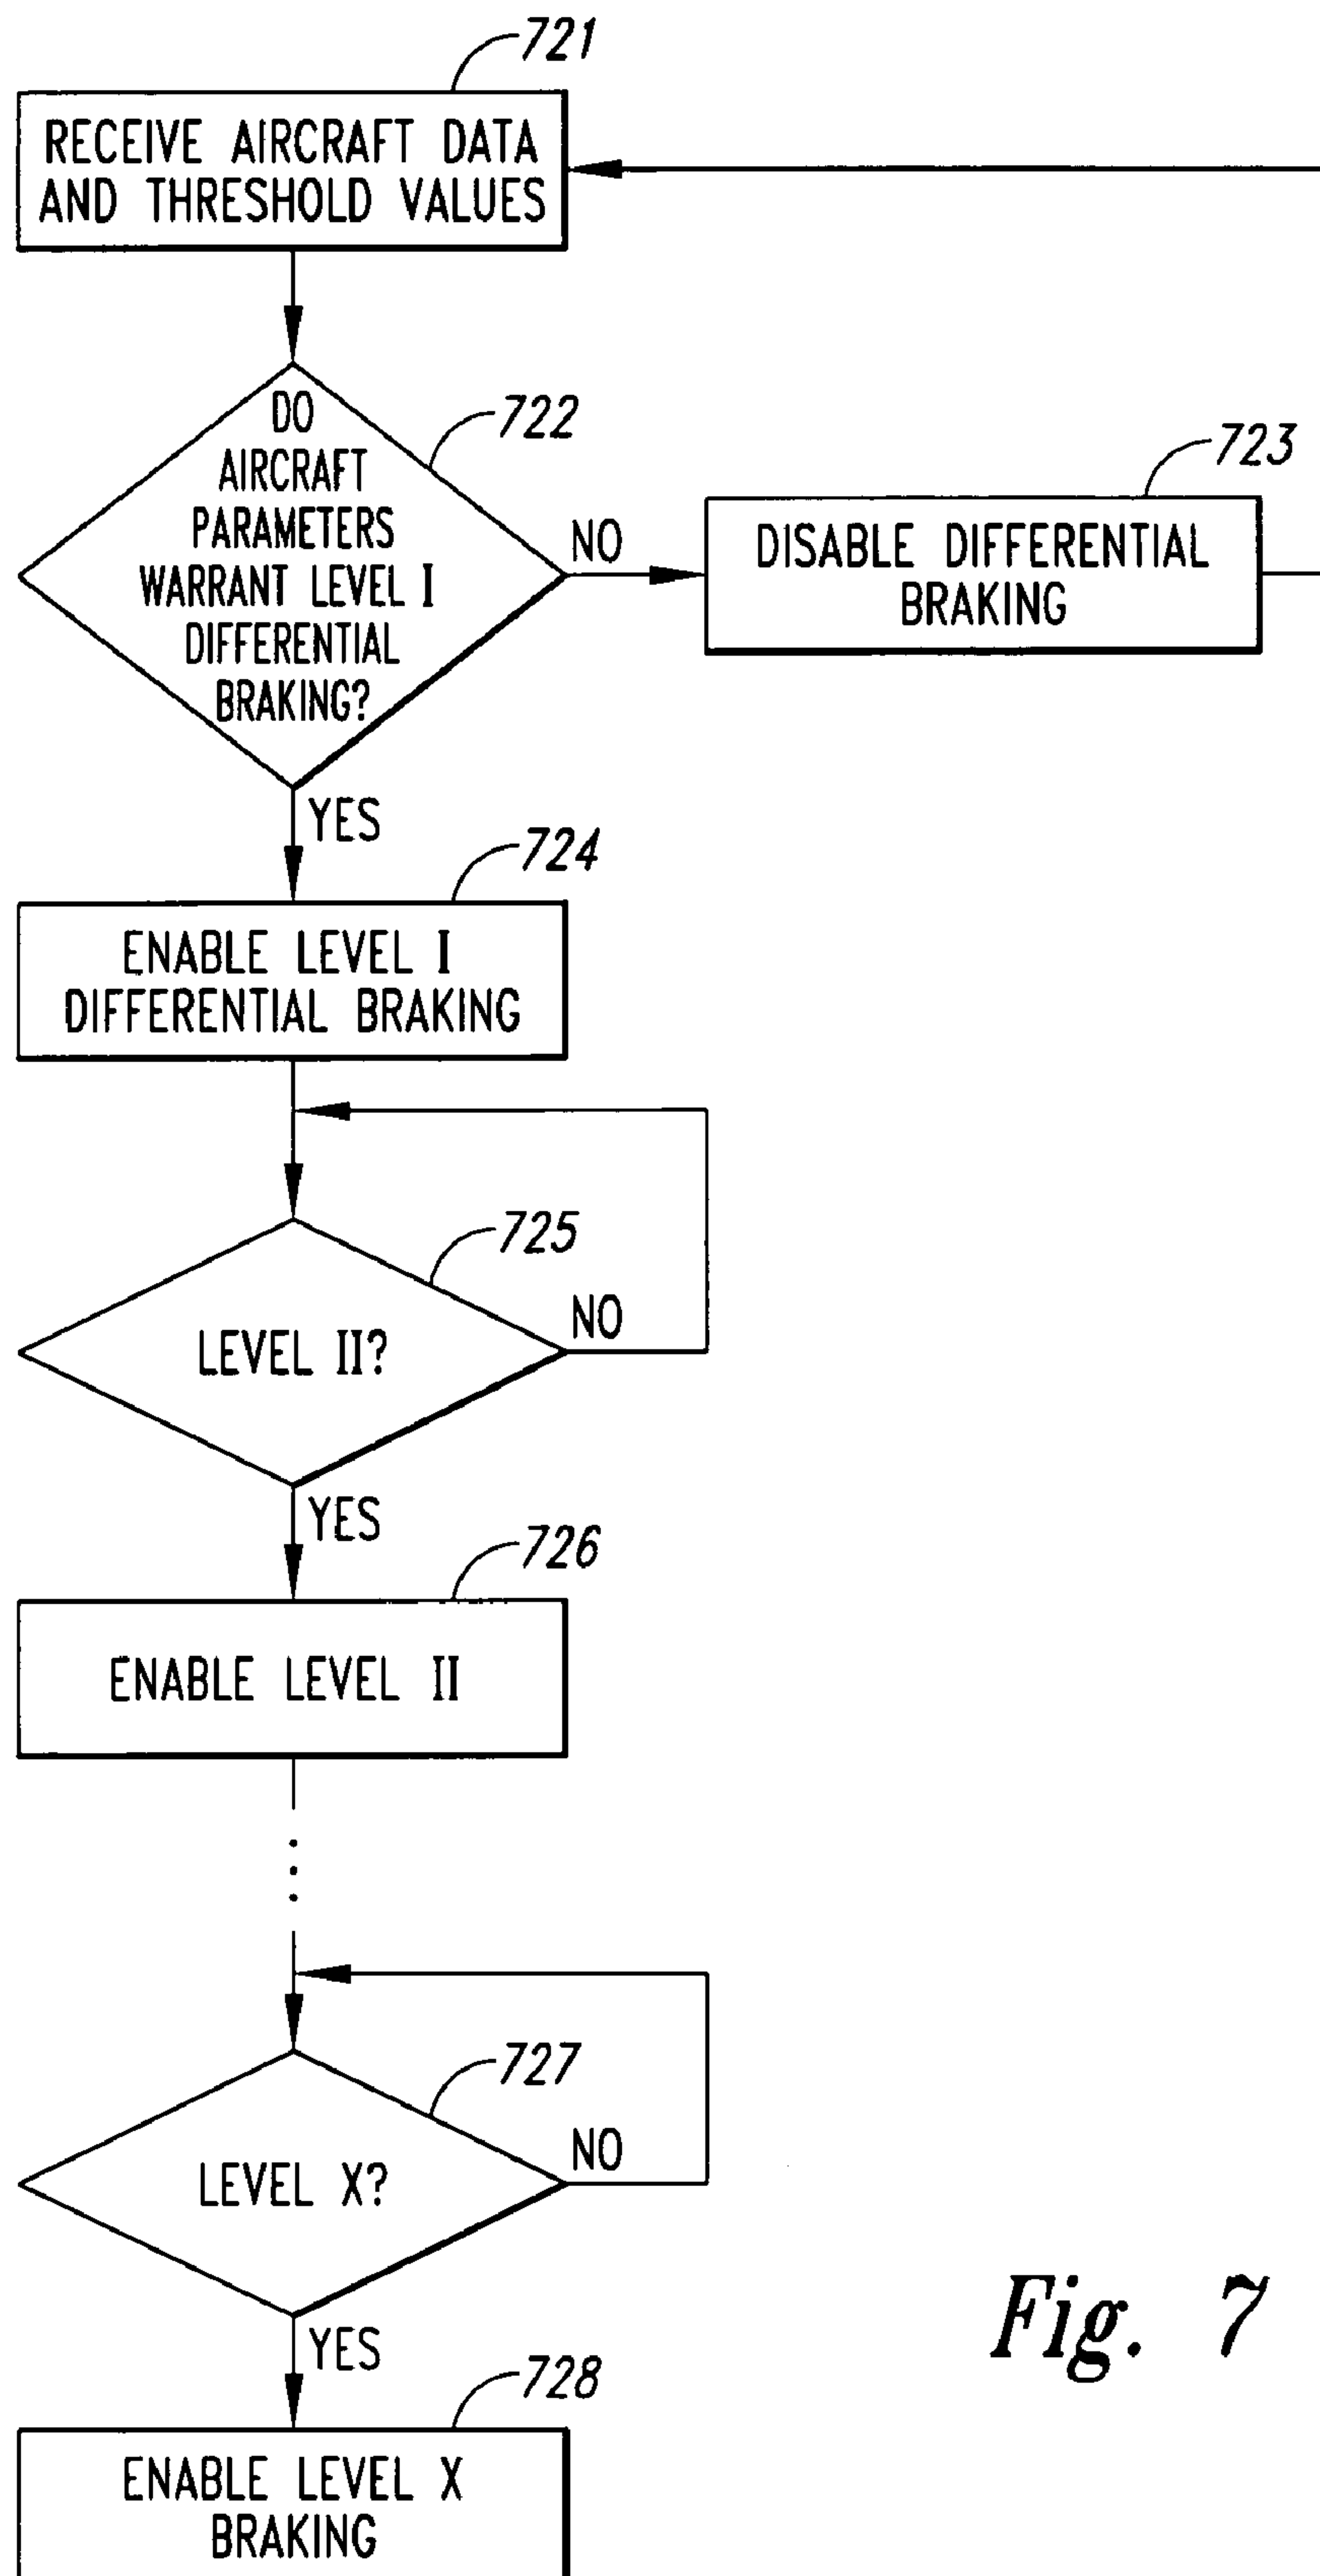 721
RECEIVE AIRCRAFT DATA
AND THRESHOLD VALUES
722
DO
AIRCRAFT
PARAMETERS
WARRANT LEVEL I
DIFFERENTIAL
BRAKING?
NO
723
DISABLE DIFFERENTIAL
BRAKING
YES
724
ENABLE LEVEL I
DIFFERENTIAL BRAKING
725
LEVEL II?
NO
YES
726
ENABLE LEVEL II
727
LEVEL X?
NO
YES
728
ENABLE LEVEL X
BRAKING
Fig. 7